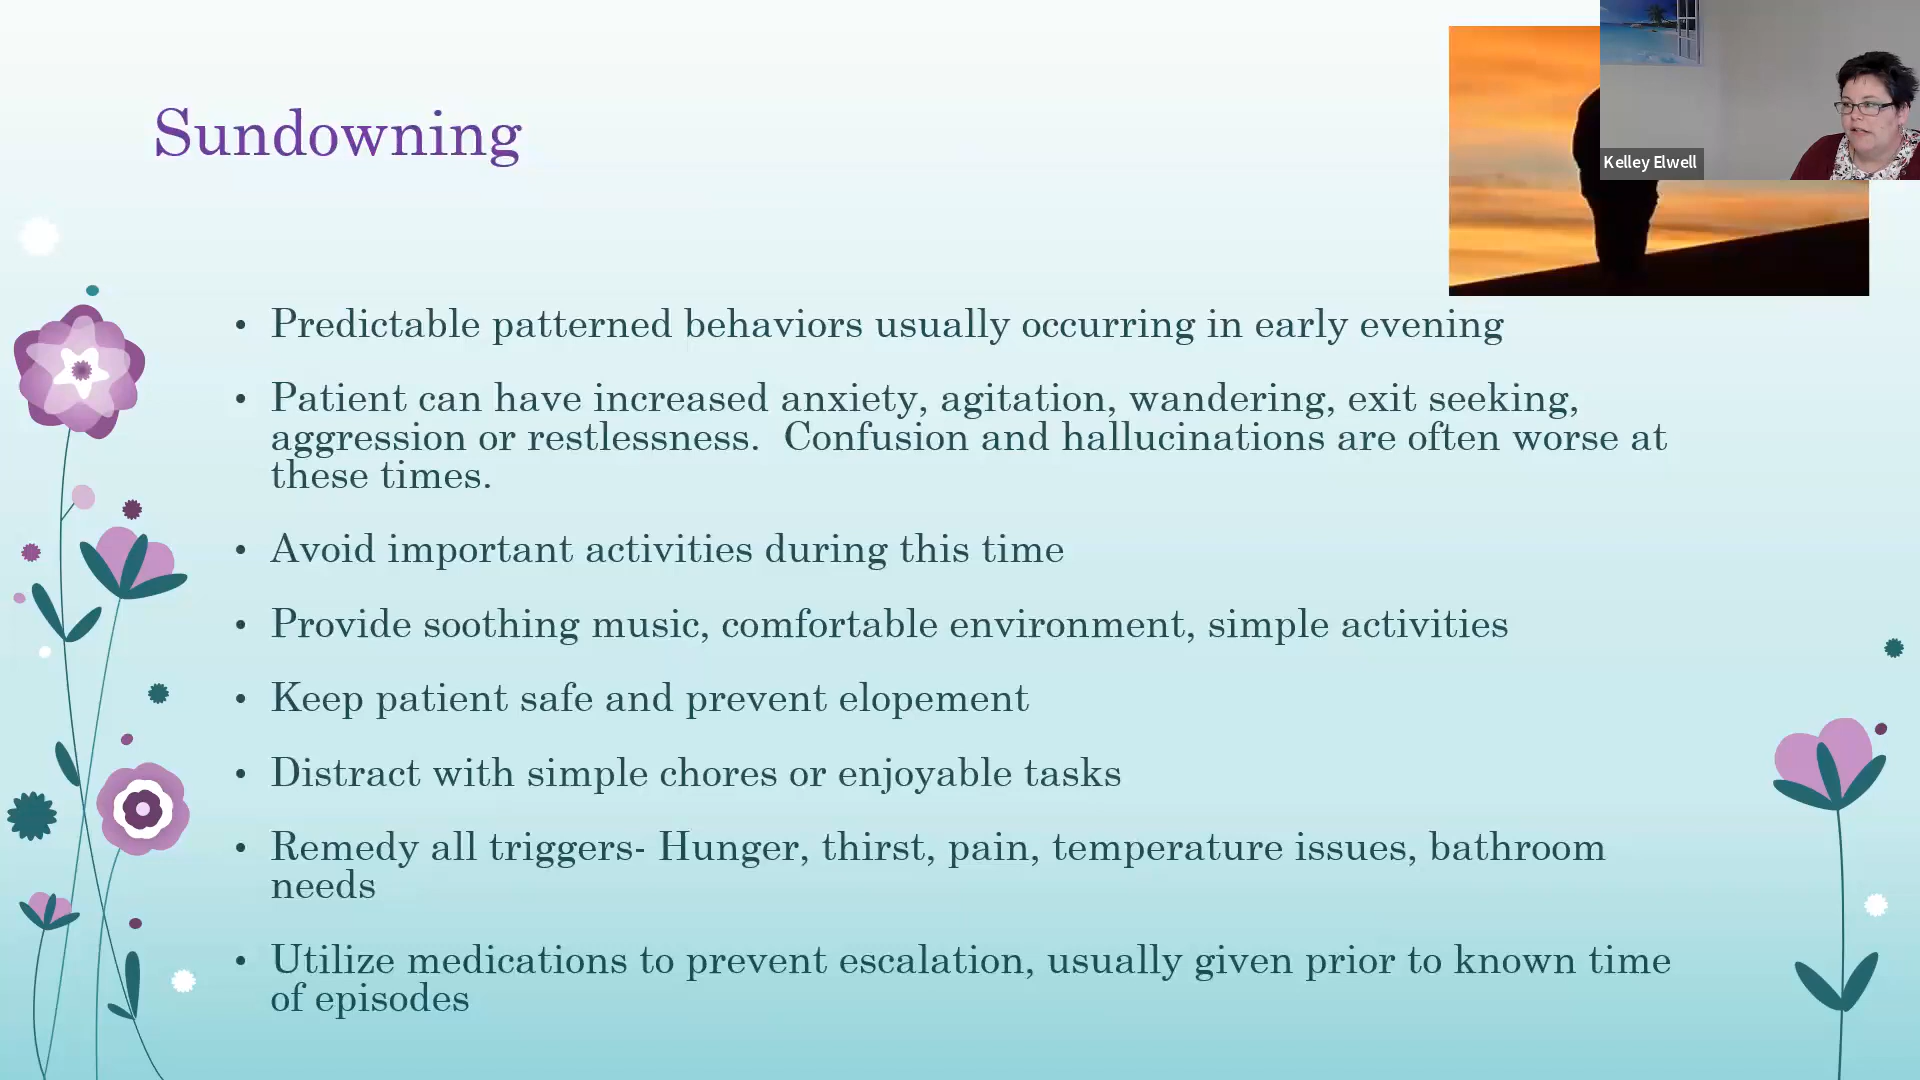 Sundowning
Kelley Elwell
• Predictable patterned behaviors usually occurring in early evening
• Patient can have increased anxiety, agitation, wandering, exit seeking,
aggression or restlessness.  Confusion and hallucinations are often worse at
these times.
• Avoid important activities during this time
• Provide soothing music, comfortable environment, simple activities
• Keep patient safe and prevent elopement
• Distract with simple chores or enjoyable tasks
• Remedy all triggers- Hunger, thirst, pain, temperature issues, bathroom
needs
• Utilize medications to prevent escalation, usually given prior to known time
of episodes